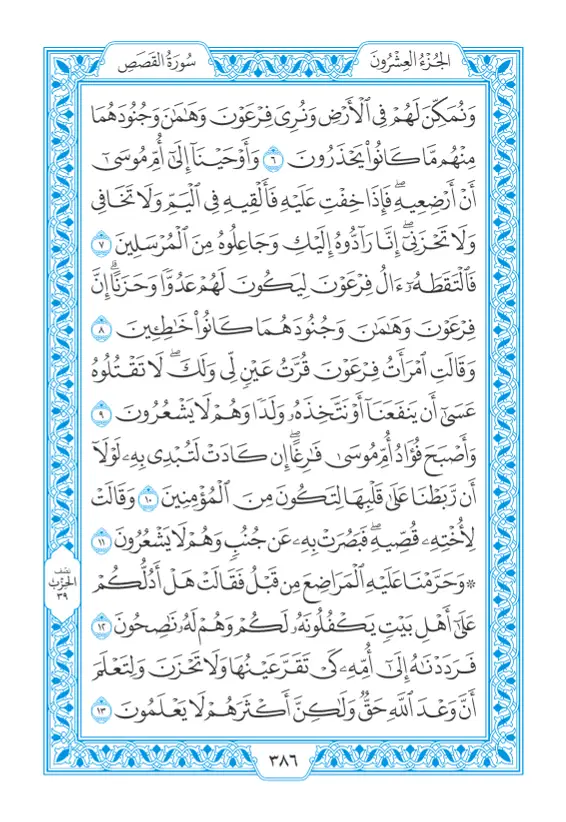 الجُزْءُ العِشْرُونَ
سُورَةُ القَصَصِ
وَنُمَكِّنَ لَهُمْ فِى ٱلْأَرْضِ وَنُرِىَ فِرْعَوْنَ وَهَٰمَٰنَ وَجُنُودَهُمَا
مِنْهُم مَّا كَانُوا۟ يَحْذَرُونَ ٦ وَأَوْحَيْنَآ إِلَىٰٓ أُمِّ مُوسَىٰٓ
أَنْ أَرْضِعِيهِ ۖ فَإِذَا خِفْتِ عَلَيْهِ فَأَلْقِيهِ فِى ٱلْيَمِّ وَلَا تَخَافِى
وَلَا تَحْزَنِىٓ ۖ إِنَّا رَآدُّوهُ إِلَيْكِ وَجَاعِلُوهُ مِنَ ٱلْمُرْسَلِينَ ٧
فَٱلْتَقَطَهُۥٓ ءَالُ فِرْعَوْنَ لِيَكُونَ لَهُمْ عَدُوًّا وَحَزَنًا ۗ إِنَّ
فِرْعَوْنَ وَهَٰمَٰنَ وَجُنُودَهُمَا كَانُوا۟ خَٰطِـِٔينَ ٨
وَقَالَتِ ٱمْرَأَتُ فِرْعَوْنَ قُرَّتُ عَيْنٍ لِّى وَلَكَ ۖ لَا تَقْتُلُوهُ
عَسَىٰٓ أَن يَنفَعَنَآ أَوْ نَتَّخِذَهُۥ وَلَدًا وَهُمْ لَا يَشْعُرُونَ ٩
وَأَصْبَحَ فُؤَادُ أُمِّ مُوسَىٰ فَٰرِغًا ۖ إِن كَادَتْ لَتُبْدِى بِهِۦ لَوْلَآ
أَن رَّبَطْنَا عَلَىٰ قَلْبِهَا لِتَكُونَ مِنَ ٱلْمُؤْمِنِينَ ١٠ وَقَالَتْ
لِأُخْتِهِۦ قُصِّيهِ ۖ فَبَصُرَتْ بِهِۦ عَن جُنُبٍ وَهُمْ لَا يَشْعُرُونَ ١١
۞ وَحَرَّمْنَا عَلَيْهِ ٱلْمَرَاضِعَ مِن قَبْلُ فَقَالَتْ هَلْ أَدُلُّكُمْ
عَلَىٰٓ أَهْلِ بَيْتٍ يَكْفُلُونَهُۥ لَكُمْ وَهُمْ لَهُۥ نَٰصِحُونَ ١٢
فَرَدَدْنَٰهُ إِلَىٰٓ أُمِّهِۦ كَىْ تَقَرَّ عَيْنُهَا وَلَا تَحْزَنَ وَلِتَعْلَمَ
أَنَّ وَعْدَ ٱللَّهِ حَقٌّ وَلَٰكِنَّ أَكْثَرَهُمْ لَا يَعْلَمُونَ ١٣
نصف
الحزب
٣٩
٣٨٦